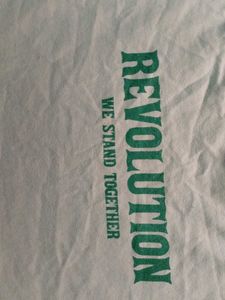 REVOLUTION
WE STAND TOGETHER